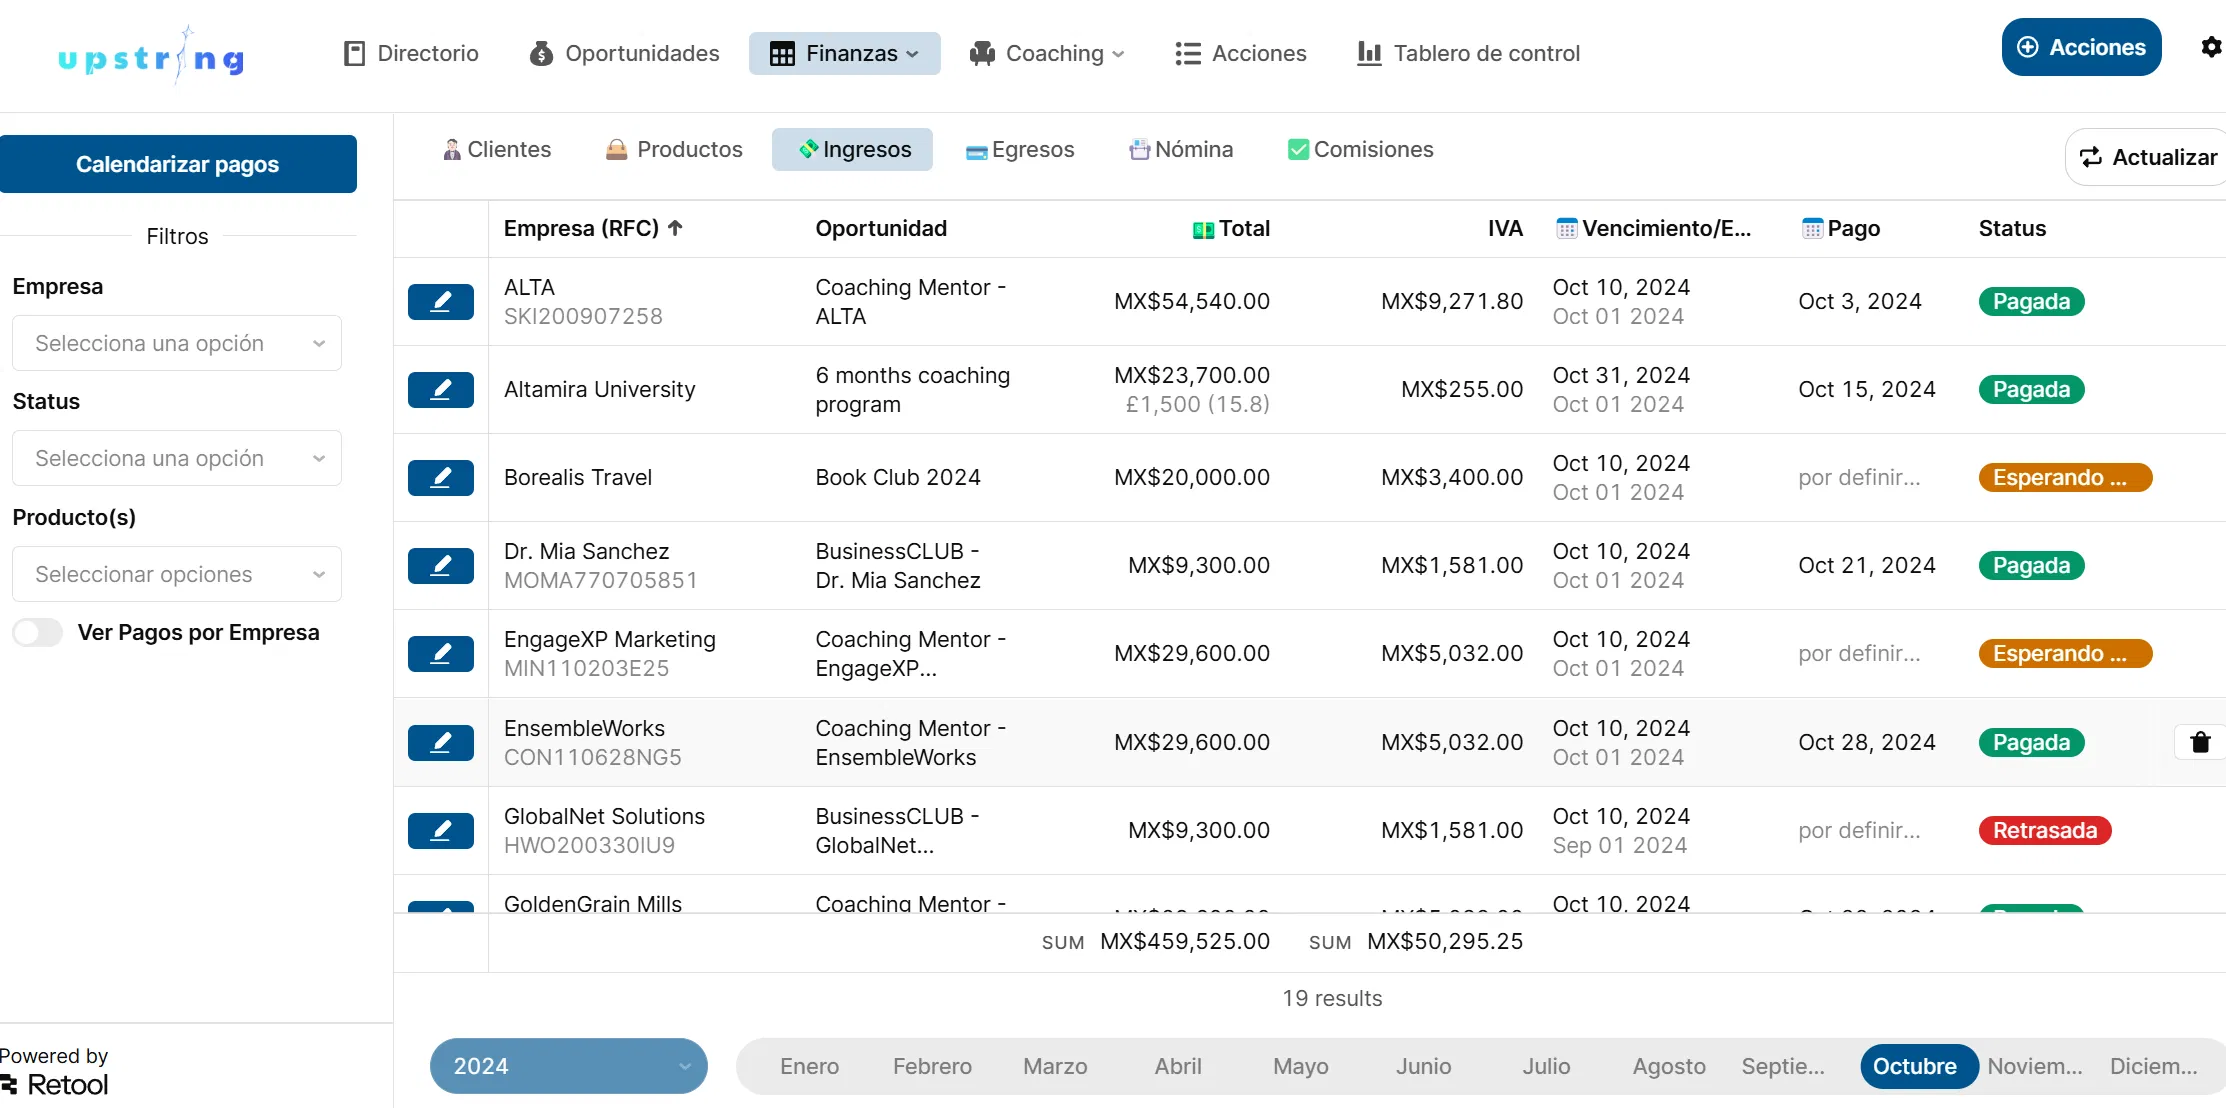 upstring
Directorio
Oportunidades
Finanzas
Coaching
Acciones
Tablero de control
Acciones
Calendarizar pagos
Filtros
Empresa
Selecciona una opción
Status
Selecciona una opción
Producto(s)
Seleccionar opciones
Ver Pagos por Empresa
Powered by
Retool
Clientes
Productos
Ingresos
Egresos
Nómina
Comisiones
Actualizar
Empresa (RFC) Oportunidad Total IVA Vencimiento/E... Pago Status
ALTA
SKI200907258
Coaching Mentor -
ALTA
MX$54,540.00
MX$9,271.80
Oct 10, 2024
Oct 01 2024
Oct 3, 2024
Pagada
Altamira University
6 months coaching
program
MX$23,700.00
£1,500 (15.8)
MX$255.00
Oct 31, 2024
Oct 01 2024
Oct 15, 2024
Pagada
Borealis Travel
Book Club 2024
MX$20,000.00
MX$3,400.00
Oct 10, 2024
Oct 01 2024
por definir...
Esperando ...
Dr. Mia Sanchez
MOMA770705851
BusinessCLUB -
Dr. Mia Sanchez
MX$9,300.00
MX$1,581.00
Oct 10, 2024
Oct 01 2024
Oct 21, 2024
Pagada
EngageXP Marketing
MIN110203E25
Coaching Mentor -
EngageXP...
MX$29,600.00
MX$5,032.00
Oct 10, 2024
Oct 01 2024
por definir...
Esperando ...
EnsembleWorks
CON110628NG5
Coaching Mentor -
EnsembleWorks
MX$29,600.00
MX$5,032.00
Oct 10, 2024
Oct 01 2024
Oct 28, 2024
Pagada
GlobalNet Solutions
HWO200330IU9
BusinessCLUB -
GlobalNet...
MX$9,300.00
MX$1,581.00
Oct 10, 2024
Sep 01 2024
por definir...
Retrasada
GoldenGrain Mills
Coaching Mentor -
Oct 10, 2024
SUM MX$459,525.00 SUM MX$50,295.25
19 results
2024
Enero Febrero Marzo Abril Mayo Junio Julio Agosto Septie... Octubre Noviem... Diciem...